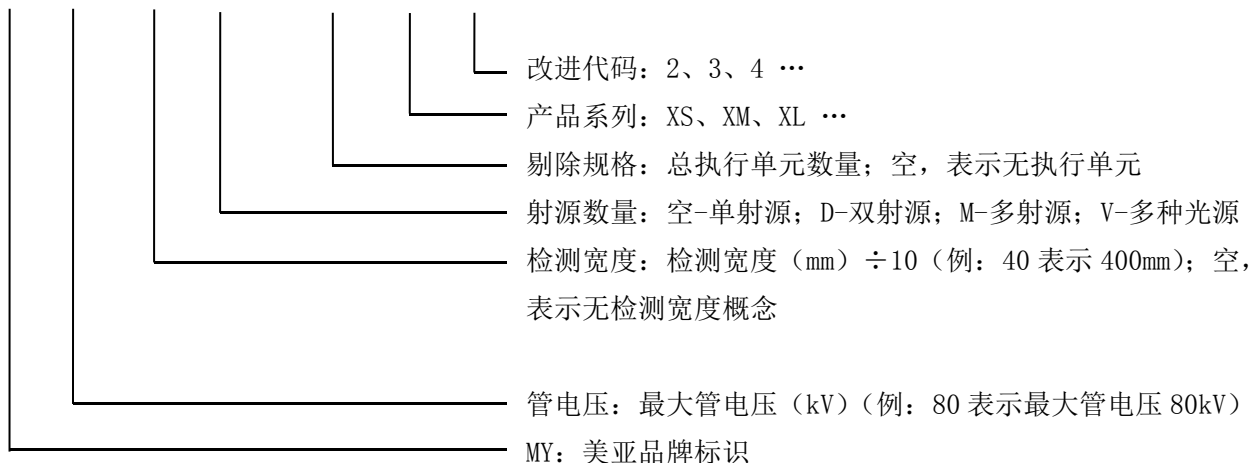 改进代码：2、3、4 …
产品系列：XS、XM、XL …
剔除规格：总执行单元数量；空，表示无执行单元
射源数量：空-单射源；D-双射源；M-多射源；V-多种光源
检测宽度：检测宽度（mm）÷10（例：40 表示 400mm）；空，
表示无检测宽度概念
管电压：最大管电压（kV）（例：80 表示最大管电压 80kV）
MY：美亚品牌标识